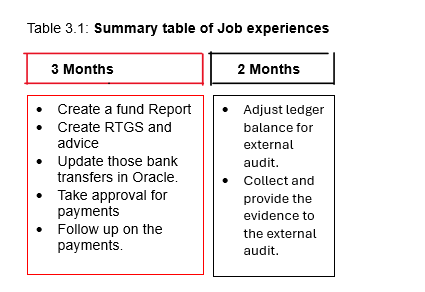 Table 3.1: Summary table of Job experiences
3 Months
2 Months
• Create a fund Report
• Create RTGS and
advice
• Update those bank
transfers in Oracle.
• Take approval for
payments
• Follow up on the
payments.
• Adjust ledger
balance for
external
audit.
• Collect and
provide the
evidence to
the external
audit.